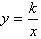 y = k/x